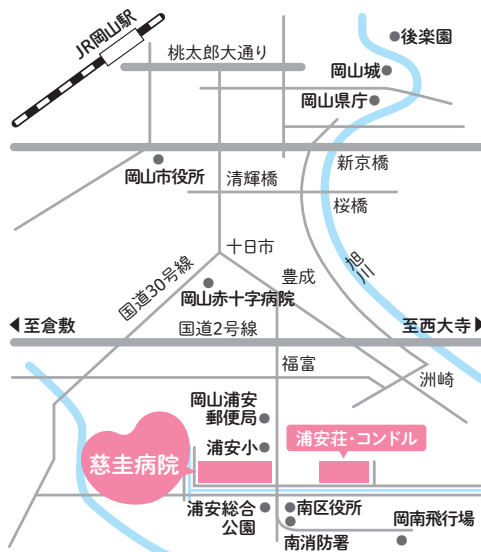 JR岡山駅
桃太郎大通り
後楽園
岡山城
岡山県庁
新京橋
岡山市役所
清輝橋
桜橋
十日市
旭川
国道30号線
豊成
岡山赤十字病院
至倉敷
国道2号線
至西大寺
福富
洲崎
岡山浦安
郵便局
浦安小
浦安荘・コンドル
慈圭病院
浦安総合
公園
南区役所
南消防署
岡南飛行場